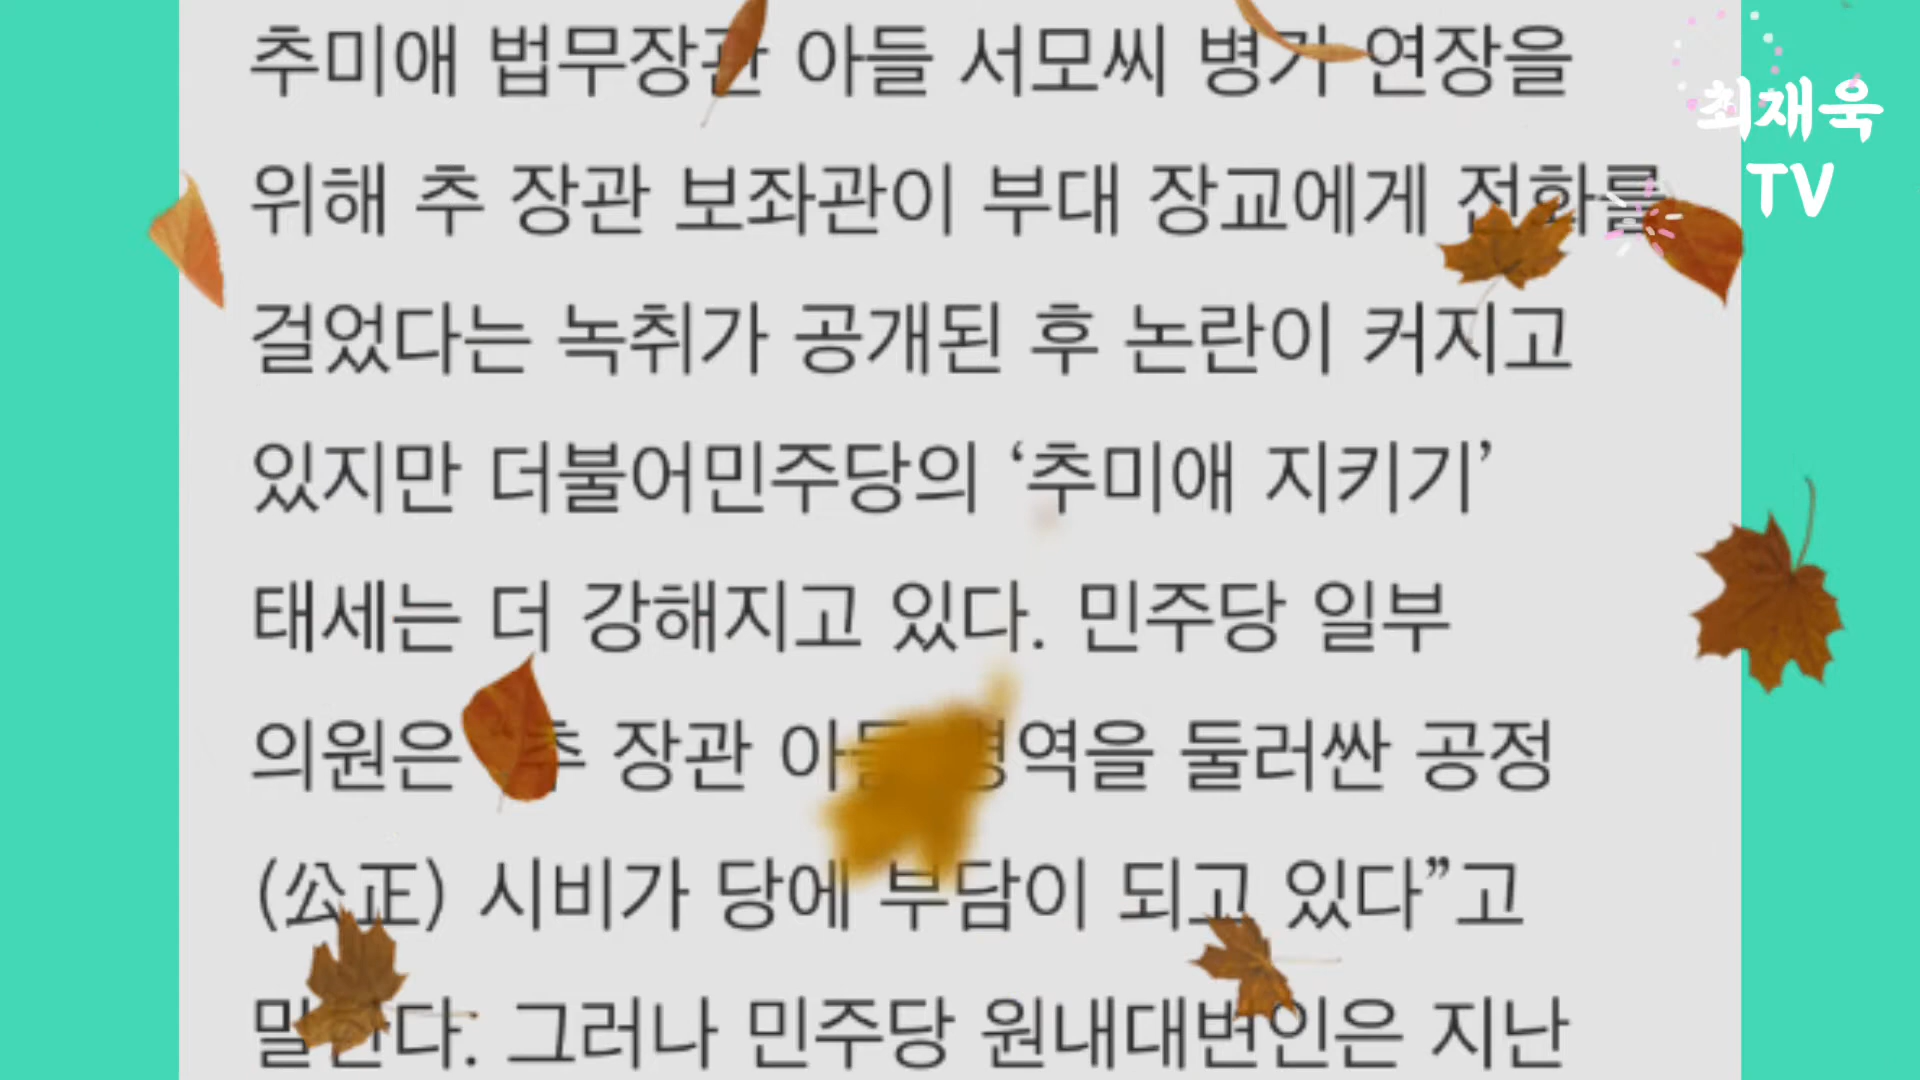 추미애 법무장관 아들 서모씨 병가 연장을
위해 추 장관 보좌관이 부대 장교에게 전화를
걸었다는 녹취가 공개된 후 논란이 커지고
있지만 더불어민주당의 ‘추미애 지키기’
태세는 더 강해지고 있다. 민주당 일부
의원은 장관 아들 병역을 둘러싼 공정
(公正) 시비가 당에 부담이 되고 있다”고
말한다. 그러나 민주당 원내대변인은 지난
최재욱
TV